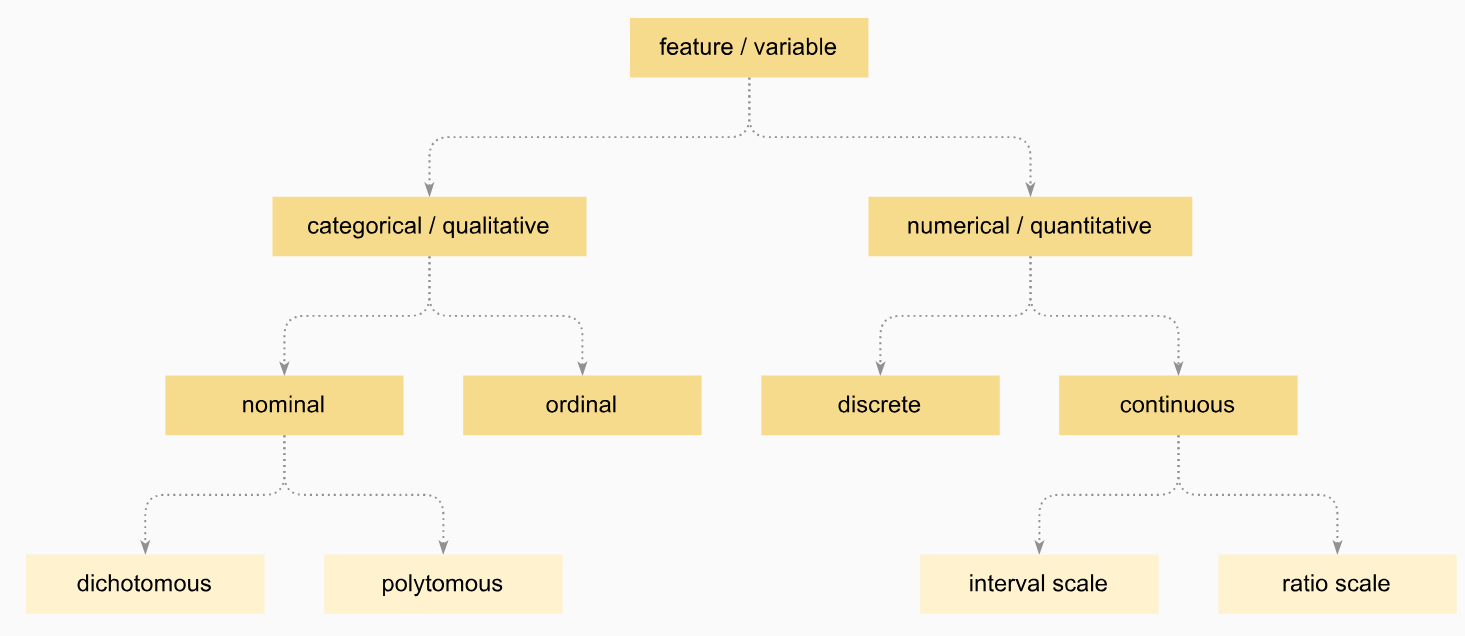 feature / variable
categorical / qualitative
numerical / quantitative
nominal
ordinal
discrete
continuous
dichotomous
polytomous
interval scale
ratio scale